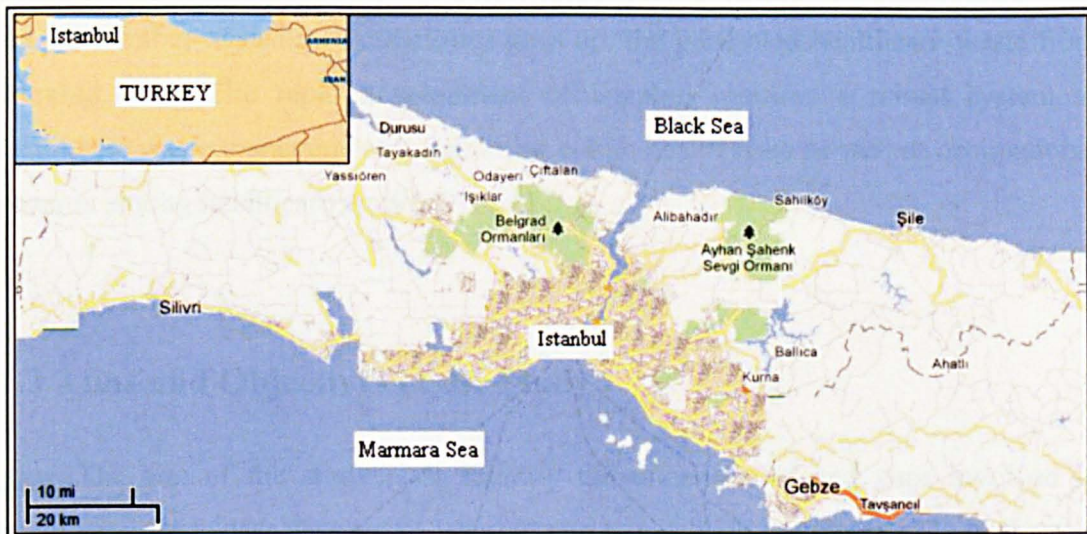 Istanbul
TURKEY
ARMENIA
IRAN
Black Sea
Durusu
Tayakadın
Yassıören
Odayeri
Çiftalan
Işıklar
Belgrad
Ormanları
Alibahadır
Sahilköy
Şile
Ayhan Şahenk
Sevgi Ormanı
Silivri
Istanbul
Ballıca
Ahatlı
Kurna
Marmara Sea
Gebze
Tavşancıl
10 mi
20 km